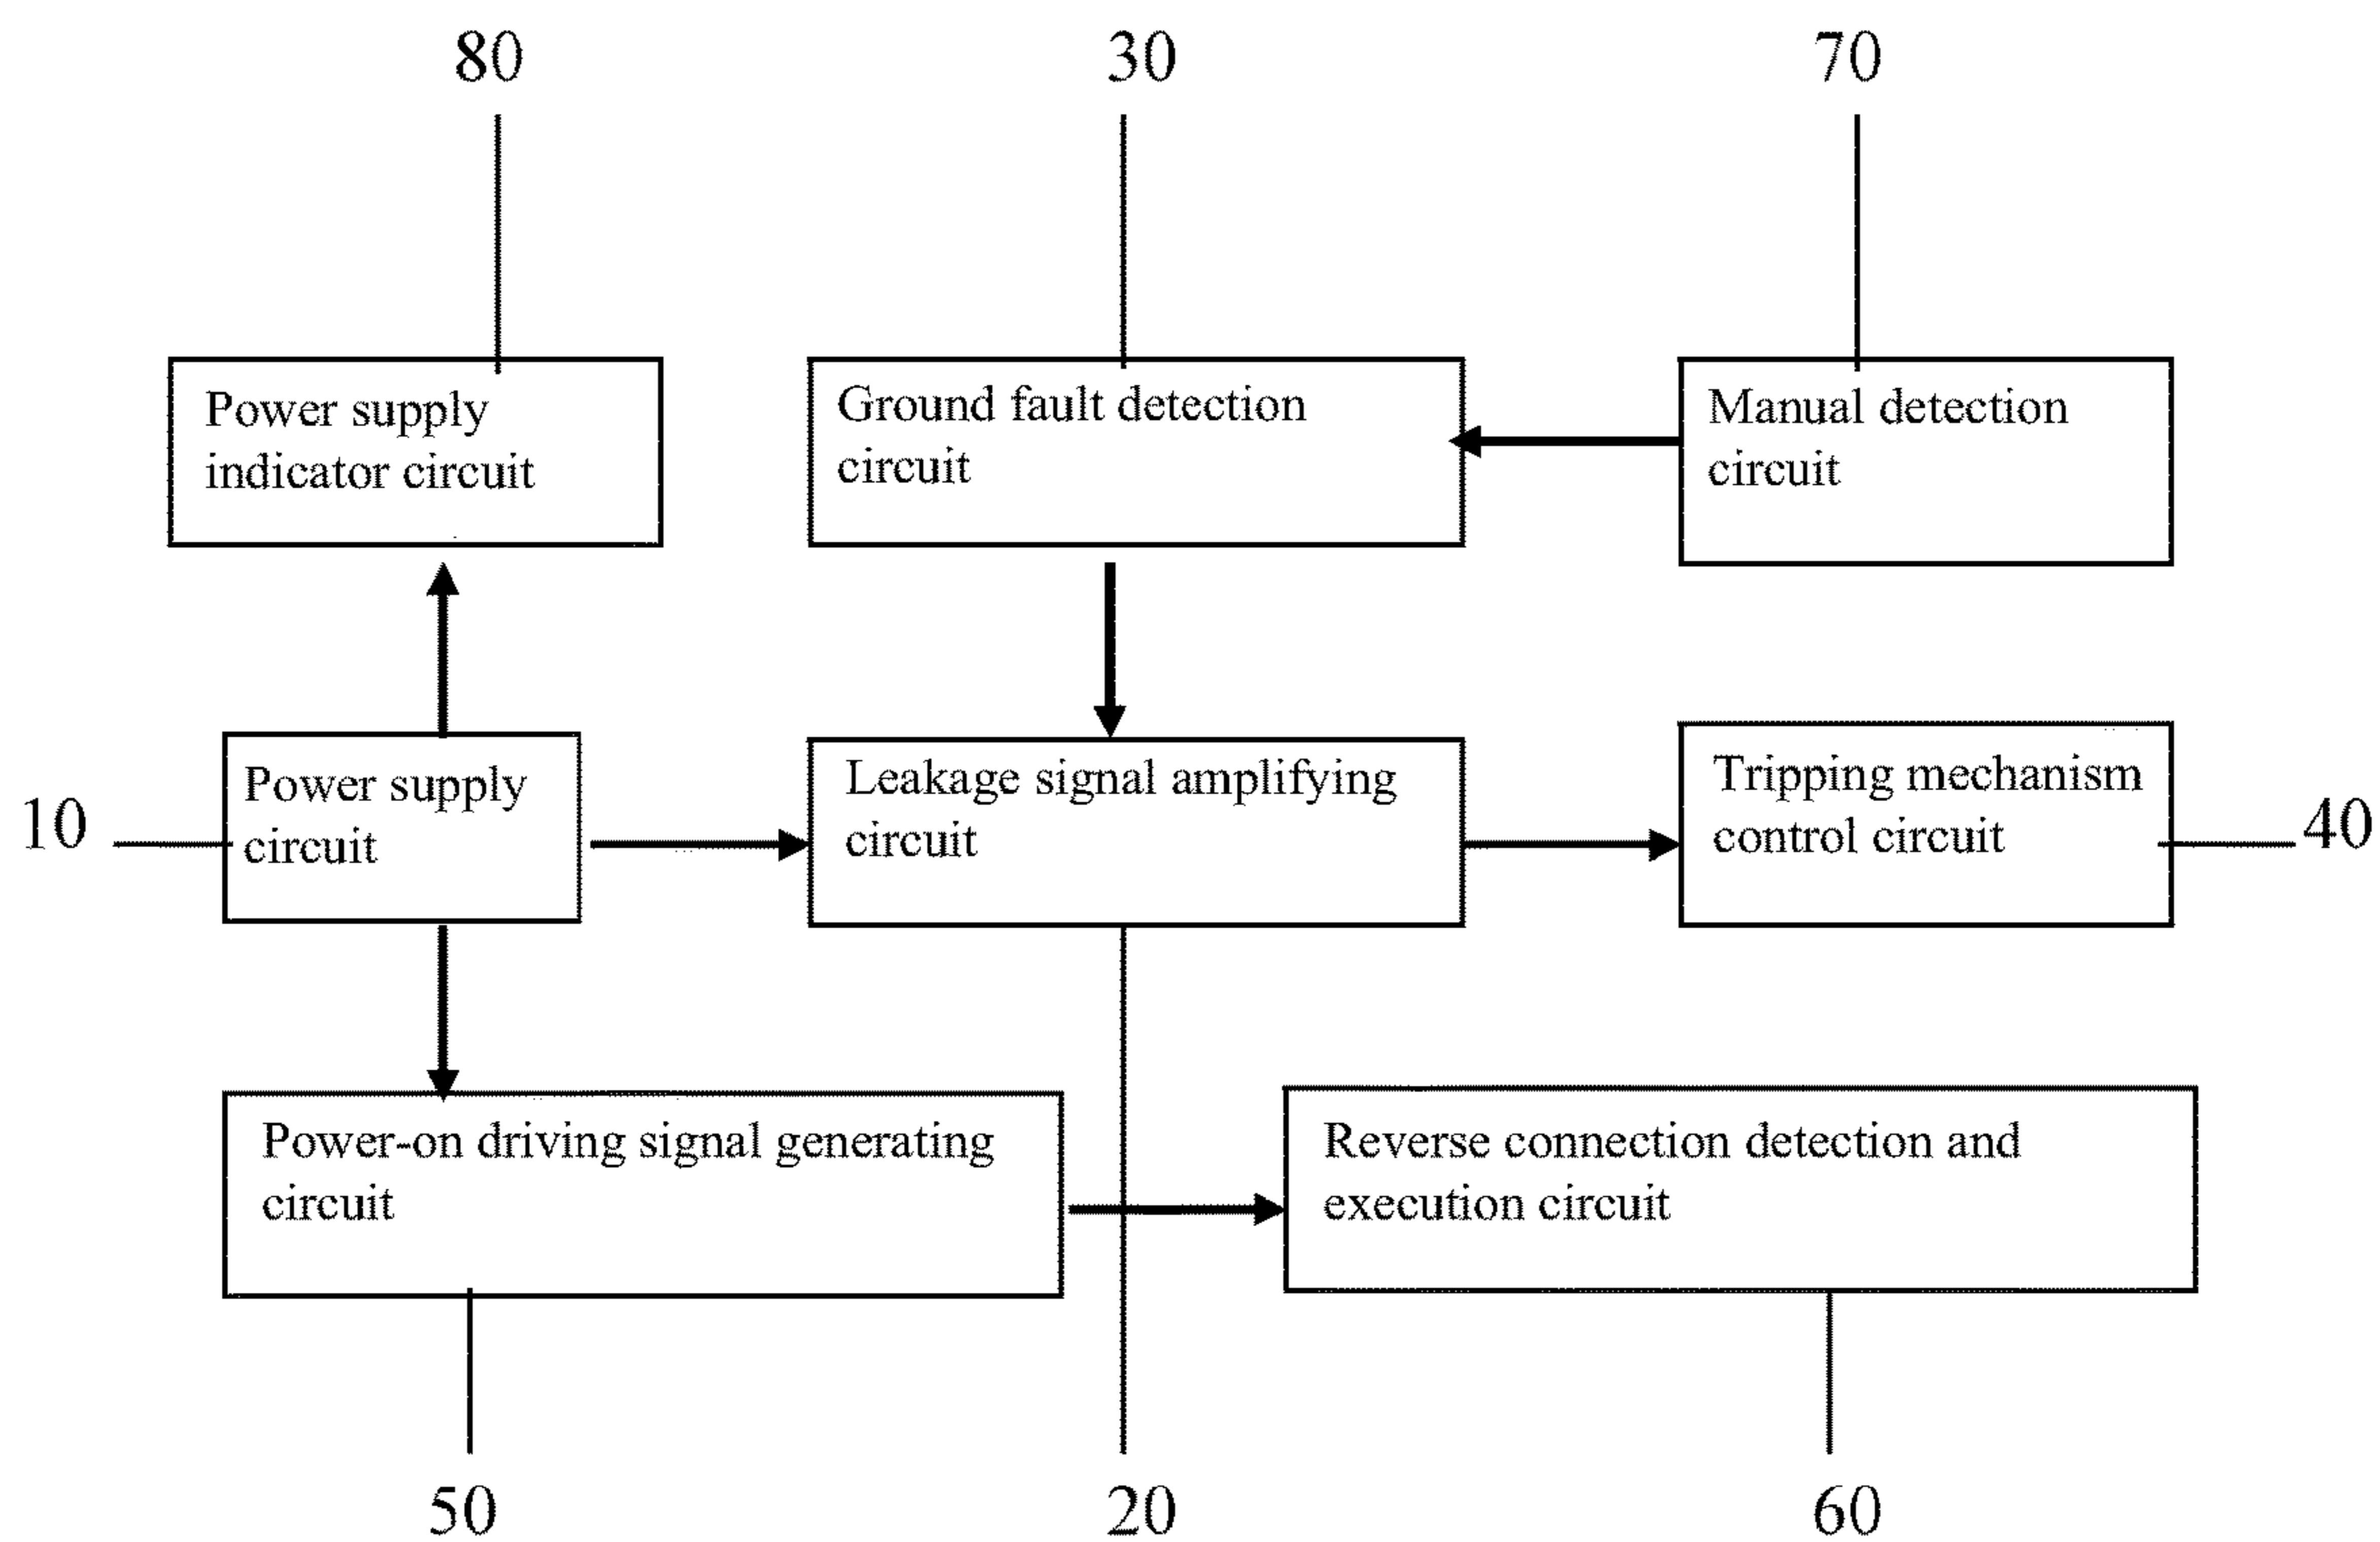 80
30
70
Power supply
indicator circuit
Ground fault detection
circuit
Manual detection
circuit
10
Power supply
circuit
Leakage signal amplifying
circuit
Tripping mechanism
control circuit
40
Power-on driving signal generating
circuit
Reverse connection detection and
execution circuit
50
20
60